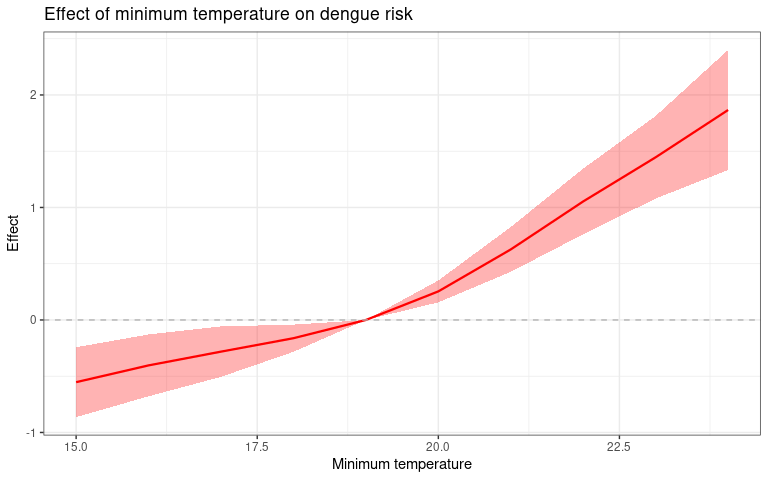 Effect of minimum temperature on dengue risk
2
1
0
-1
Effect
15.0 17.5 20.0 22.5
Minimum temperature